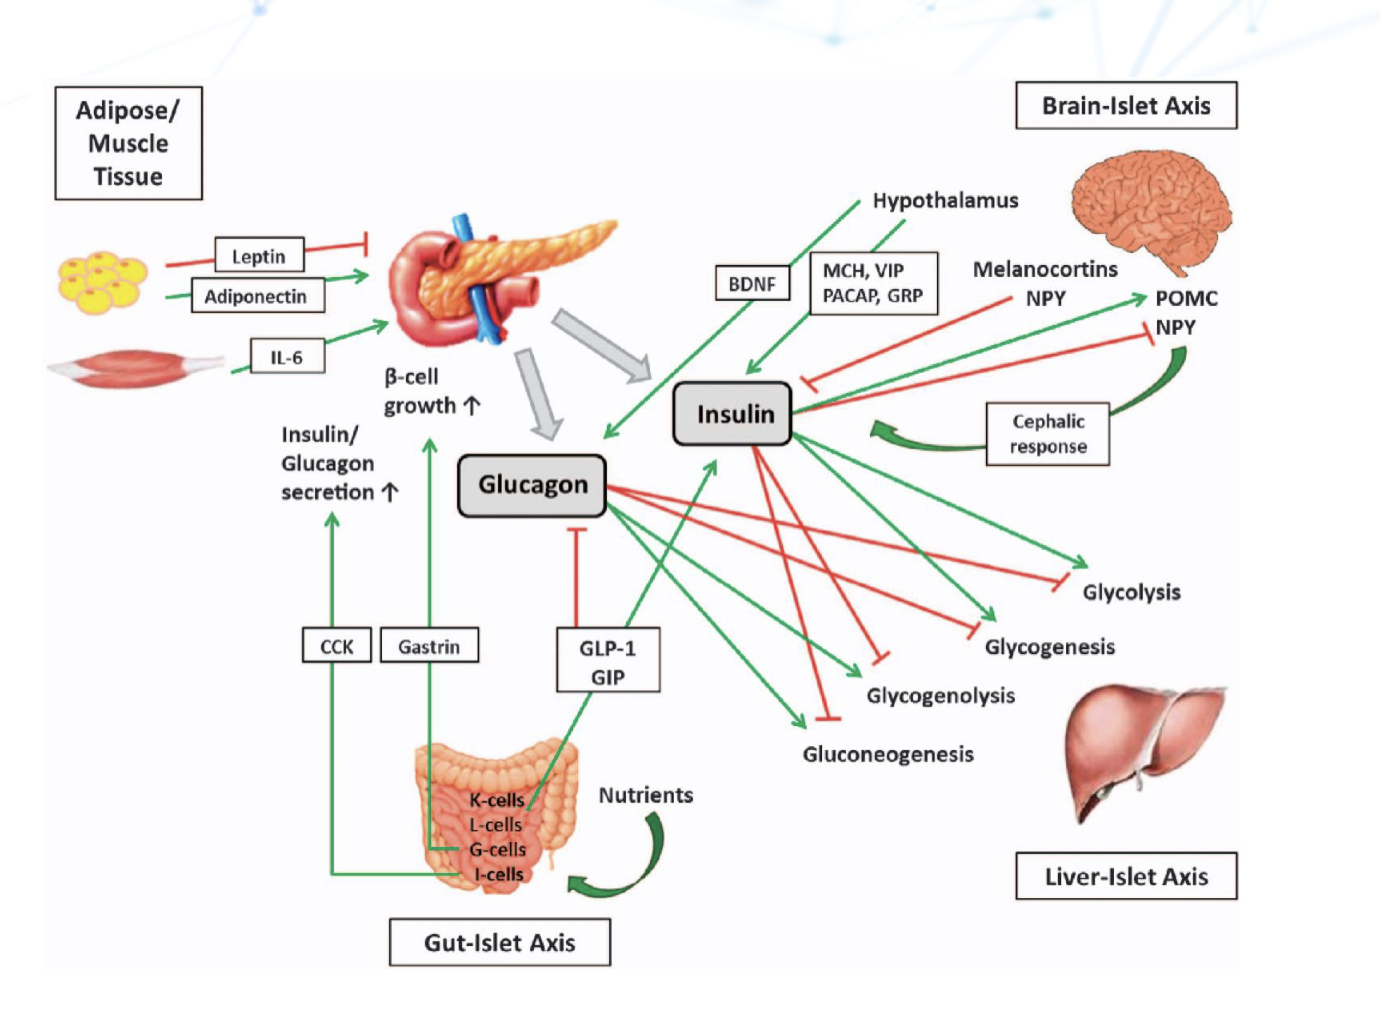 Adipose/
Muscle
Tissue
Brain-Islet Axis
Hypothalamus
Leptin
Adiponectin
IL-6
BDNF
MCH, VIP
PACAP, GRP
Melanocortins
NPY
POMC
NPY
β-cell
growth ↑
Insulin/
Glucagon
secretion ↑
Insulin
Glucagon
Cephalic
response
Glycolysis
Glycogenesis
Glycogenolysis
Gluconeogenesis
CCK
Gastrin
GLP-1
GIP
K-cells
L-cells
G-cells
I-cells
Nutrients
Liver-Islet Axis
Gut-Islet Axis